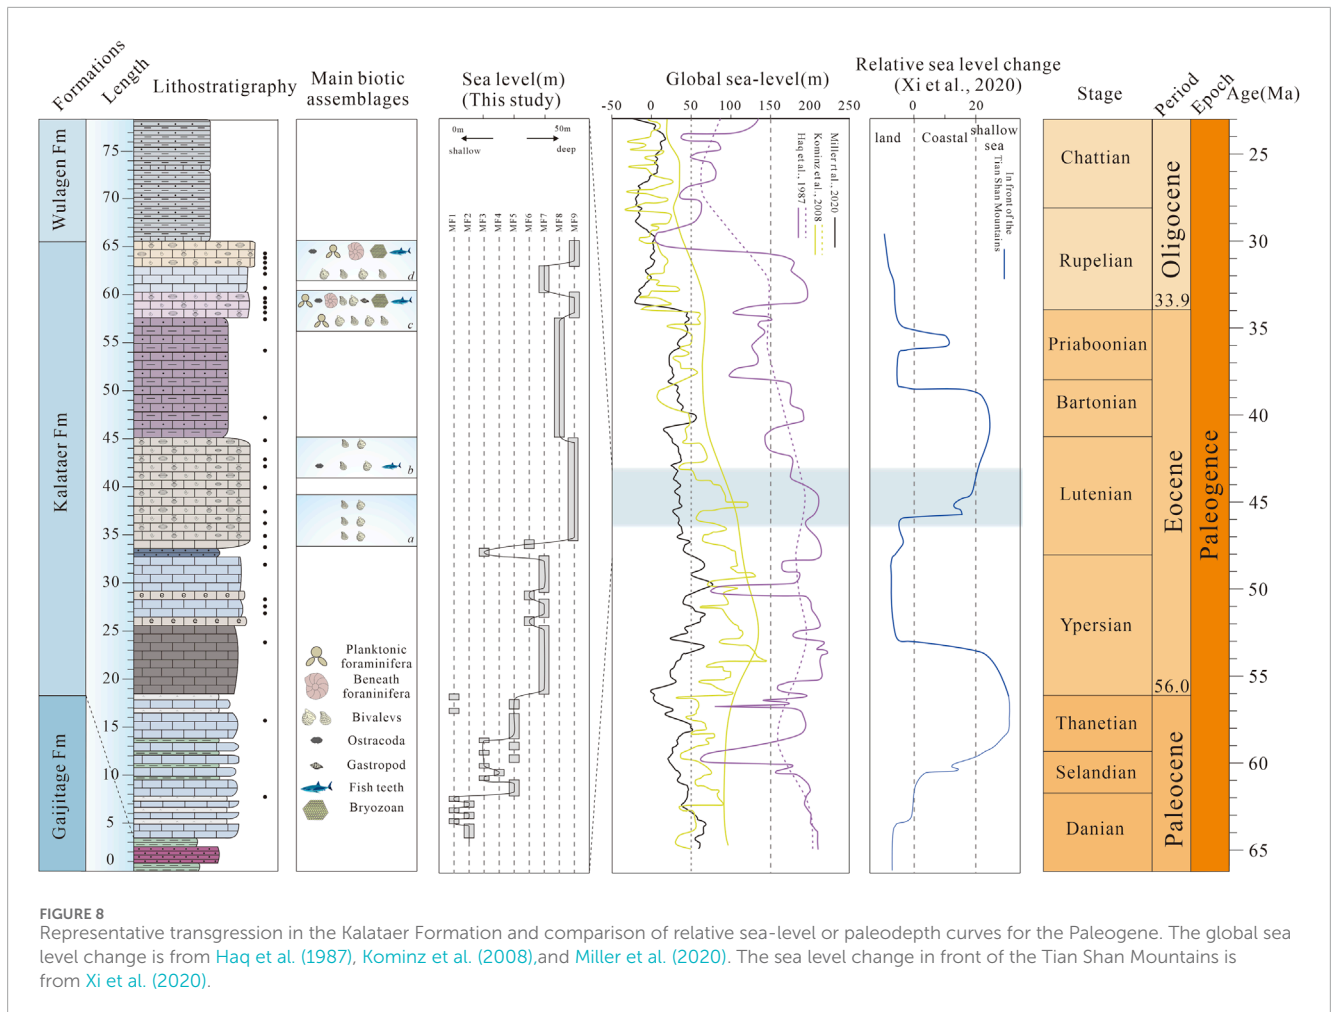 Formations
Length
Lithostratigraphy
Main biotic
assemblages
Sea level(m)
(This study)
Global sea-level(m)
Relative sea level change
(Xi et al., 2020)
Stage
Period
Epoch
Age(Ma)
-50 0 50 100 150 200 250
0 20
land Coastal shallow
sea
0m 50m
shallow deep
MF1 MF2 MF3 MF4 MF5 MF6 MF7 MF8 MF9
Miller rt al., 2020
Kominz et al., 2008
Haq et al., 1987
In front of the
Tian Shan Mountains
Wulagen Fm
Kalataer Fm
Gaijitage Fm
75
70
65
60
55
50
45
40
35
30
25
20
15
10
5
0
d
c
b
a
Planktonic
foraminifera
Beneath
foraninifera
Bivalevs
Ostracoda
Gastropod
Fish teeth
Bryozoan
Chattian
Rupelian
Priaboonian
Bartonian
Lutenian
Ypersian
Thanetian
Selandian
Danian
Oligocene
33.9
Eocene
56.0
Paleocene
Paleogence
25
30
35
40
45
50
55
60
65
FIGURE 8
Representative transgression in the Kalataer Formation and comparison of relative sea-level or paleodepth curves for the Paleogene. The global sea
level change is from Haq et al. (1987), Kominz et al. (2008),and Miller et al. (2020). The sea level change in front of the Tian Shan Mountains is
from Xi et al. (2020).